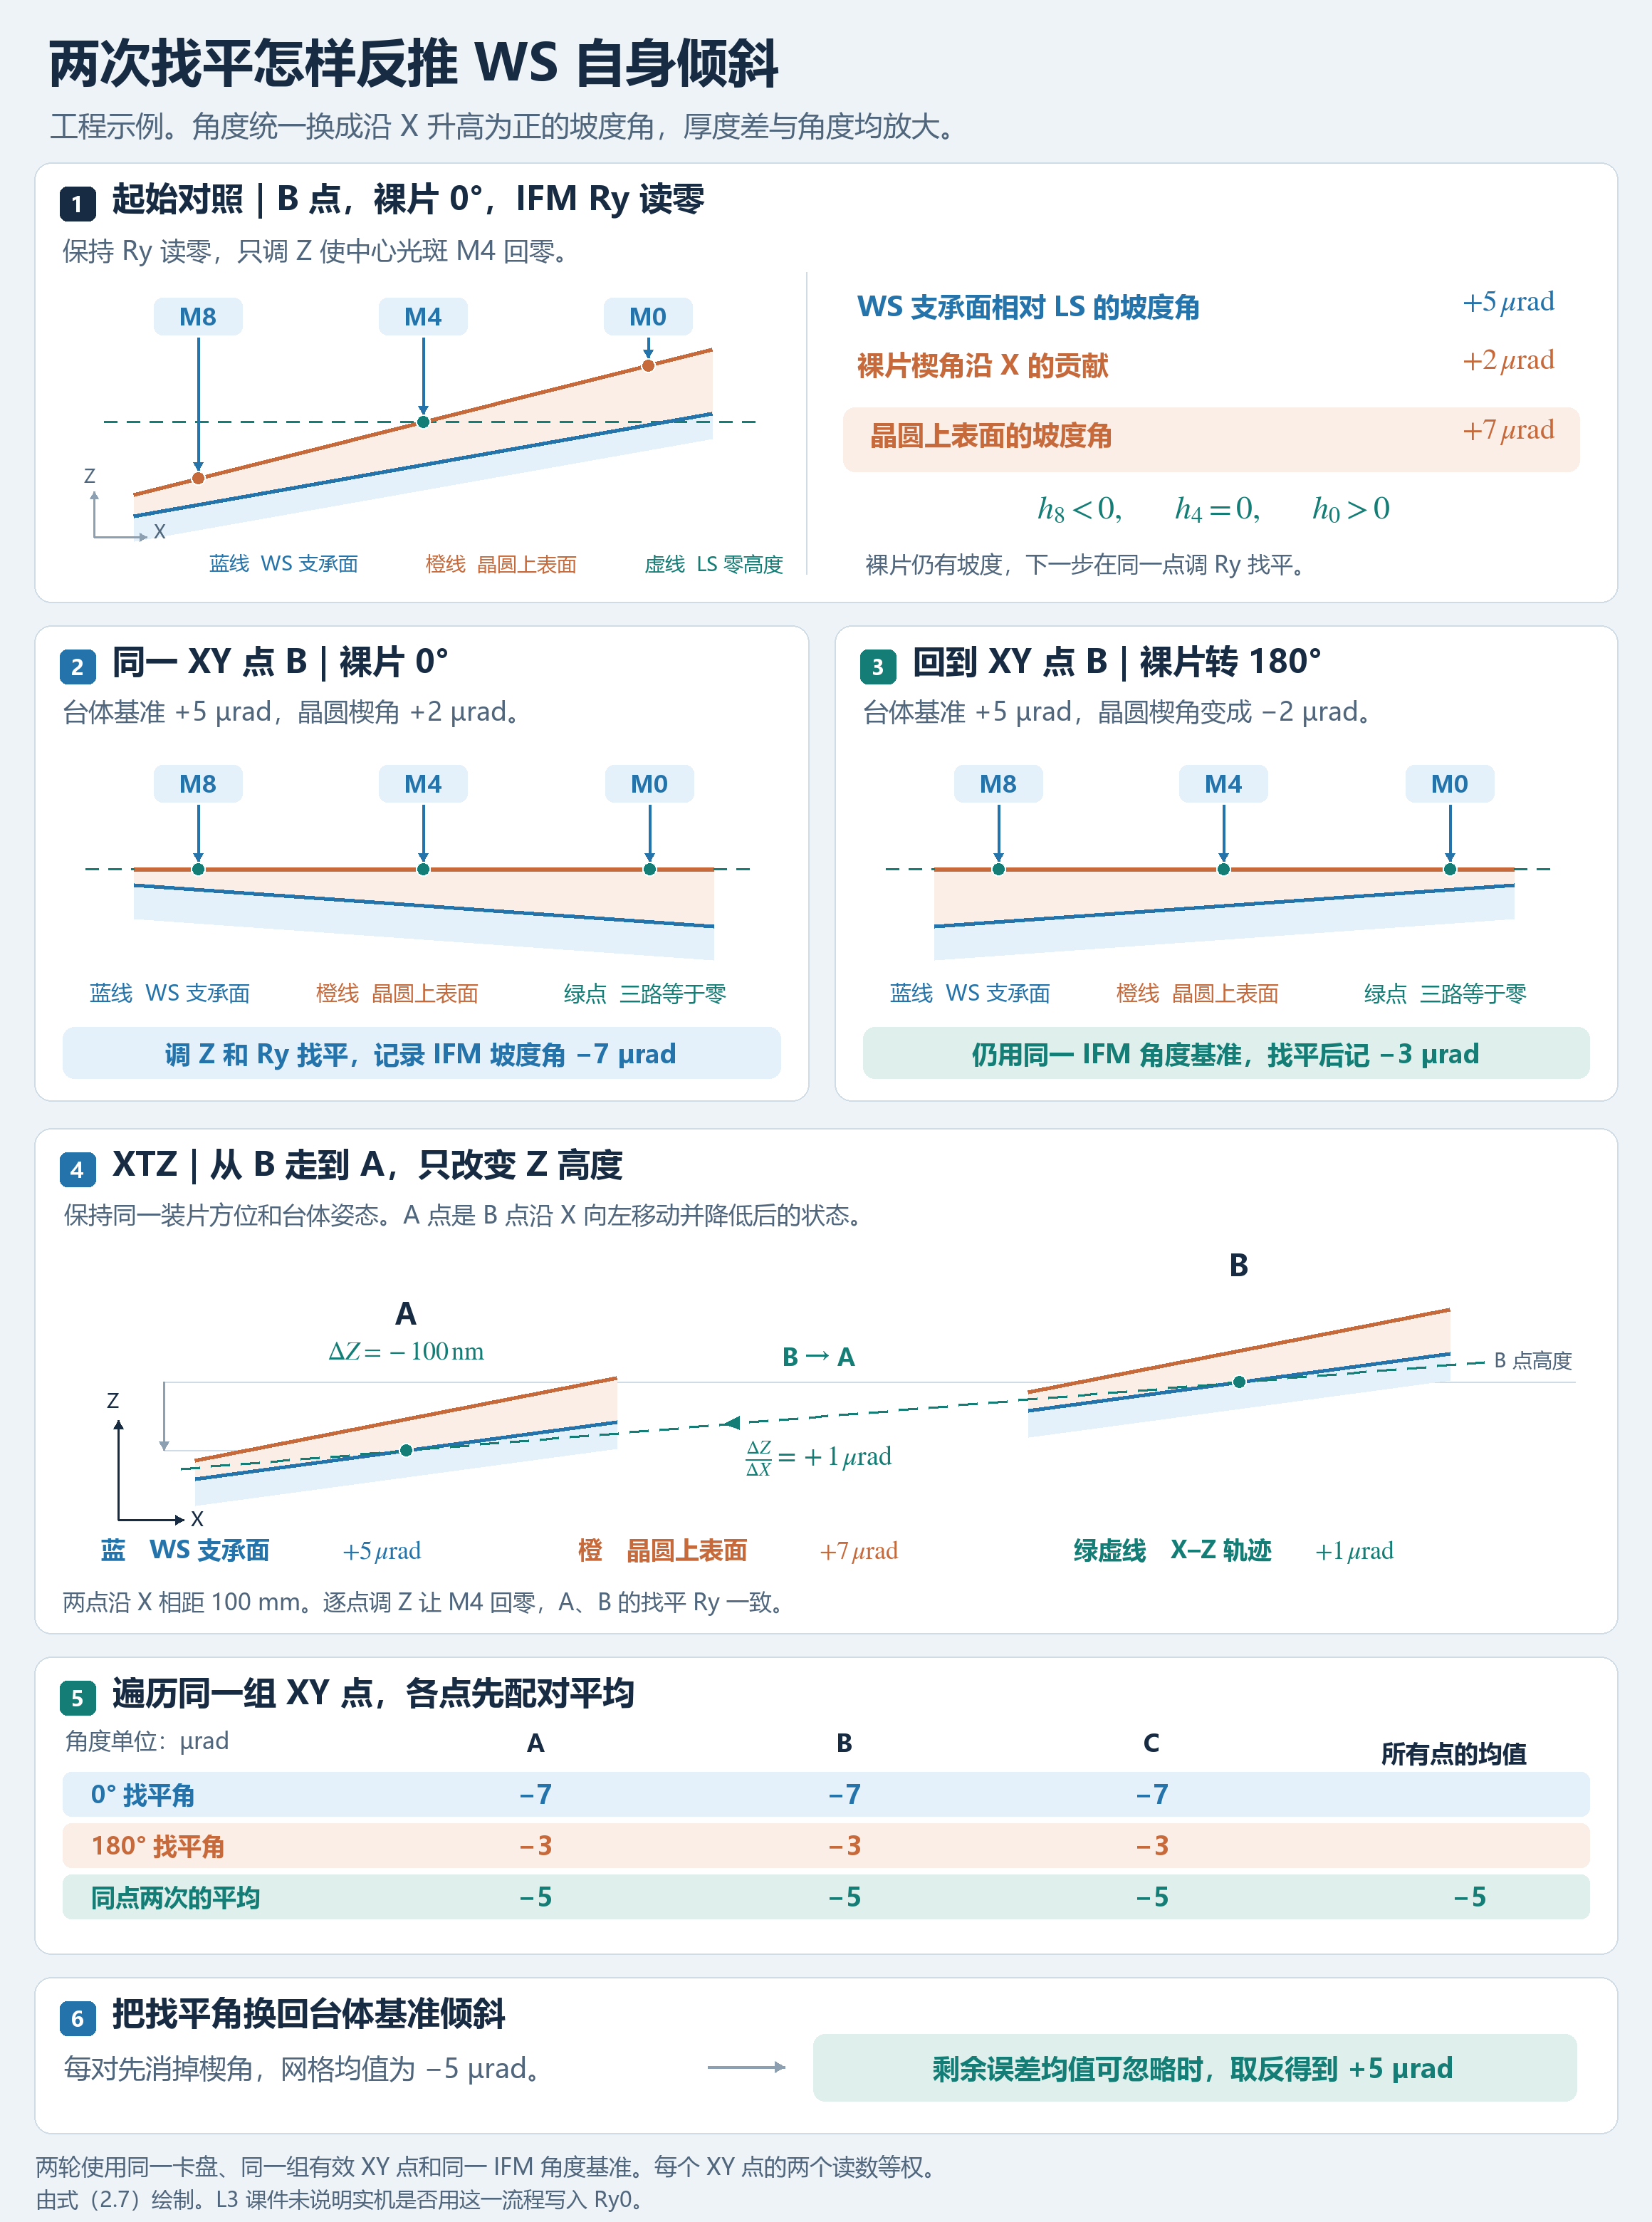 两次找平怎样反推 WS 自身倾斜
工程示例。角度统一换成沿 X 升高为正的坡度角，厚度差与角度均放大。
1 起始对照 | B 点，裸片 0°，IFM Ry 读零
保持 Ry 读零，只调 Z 使中心光斑 M4 回零。
M8 M4 M0
Z
X
蓝线 WS 支承面 橙线 晶圆上表面 虚线 LS 零高度
WS 支承面相对 LS 的坡度角 +5 μrad
裸片楔角沿 X 的贡献 +2 μrad
晶圆上表面的坡度角 +7 μrad
h₈ < 0, h₄ = 0, h₀ > 0
裸片仍有坡度，下一步在同一点调 Ry 找平。
2 同一 XY 点 B | 裸片 0°
台体基准 +5 μrad，晶圆楔角 +2 μrad。
M8 M4 M0
蓝线 WS 支承面 橙线 晶圆上表面 绿点 三路等于零
调 Z 和 Ry 找平，记录 IFM 坡度角 −7 μrad
3 回到 XY 点 B | 裸片转 180°
台体基准 +5 μrad，晶圆楔角变成 −2 μrad。
M8 M4 M0
蓝线 WS 支承面 橙线 晶圆上表面 绿点 三路等于零
仍用同一 IFM 角度基准，找平后记 −3 μrad
4 XTZ | 从 B 走到 A，只改变 Z 高度
保持同一装片方位和台体姿态。A 点是 B 点沿 X 向左移动并降低后的状态。
B
A
ΔZ = − 100 nm
B → A
B 点高度
Z
ΔZ/ΔX = + 1 μrad
X
蓝 WS 支承面 +5 μrad 橙 晶圆上表面 +7 μrad 绿虚线 X–Z 轨迹 +1 μrad
两点沿 X 相距 100 mm。逐点调 Z 让 M4 回零，A、B 的找平 Ry 一致。
5 遍历同一组 XY 点，各点先配对平均
角度单位：μrad A B C 所有点的均值
0° 找平角 −7 −7 −7
180° 找平角 −3 −3 −3
同点两次的平均 −5 −5 −5 −5
6 把找平角换回台体基准倾斜
每对先消掉楔角，网格均值为 −5 μrad。
剩余误差均值可忽略时，取反得到 +5 μrad
两轮使用同一卡盘、同一组有效 XY 点和同一 IFM 角度基准。每个 XY 点的两个读数等权。
由式（2.7）绘制。L3 课件未说明实机是否用这一流程写入 Ry0。